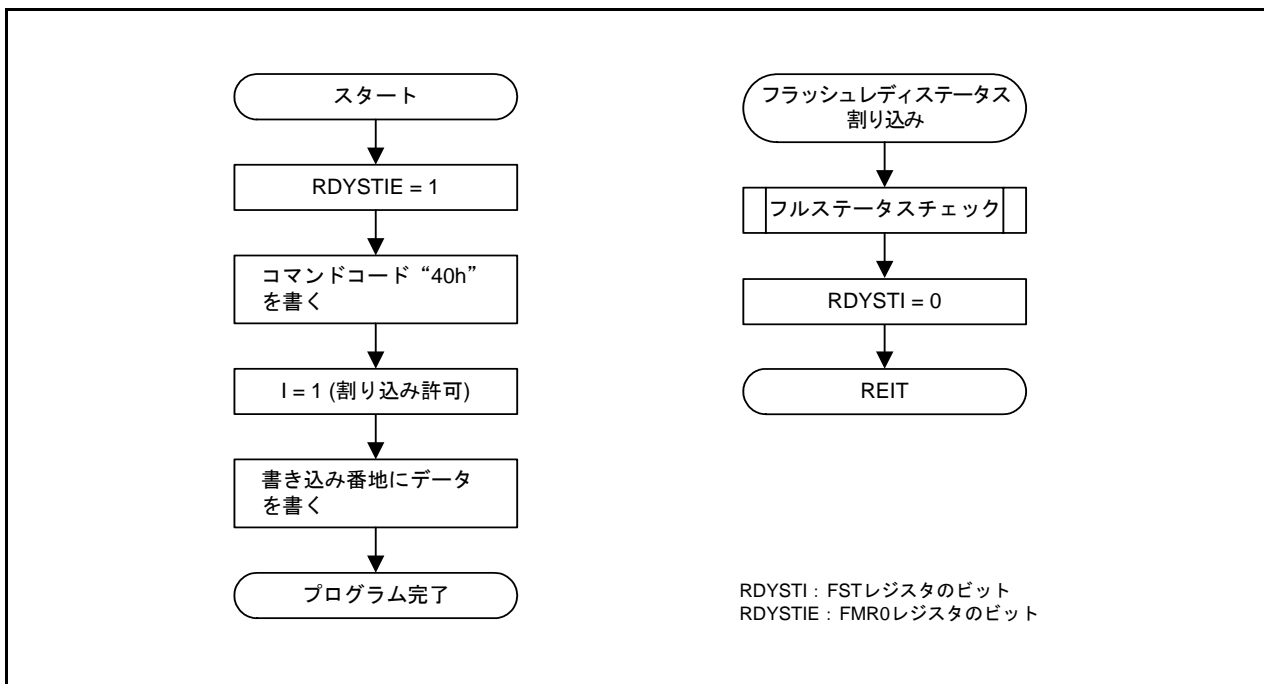 スタート
RDYSTIE = 1
コマンドコード“40h”
を書く
I = 1 (割り込み許可)
書き込み番地にデータ
を書く
プログラム完了
フラッシュレディステータス
割り込み
フルステータスチェック
RDYSTI = 0
REIT
RDYSTI : FSTレジスタのビット
RDYSTIE : FMR0レジスタのビット